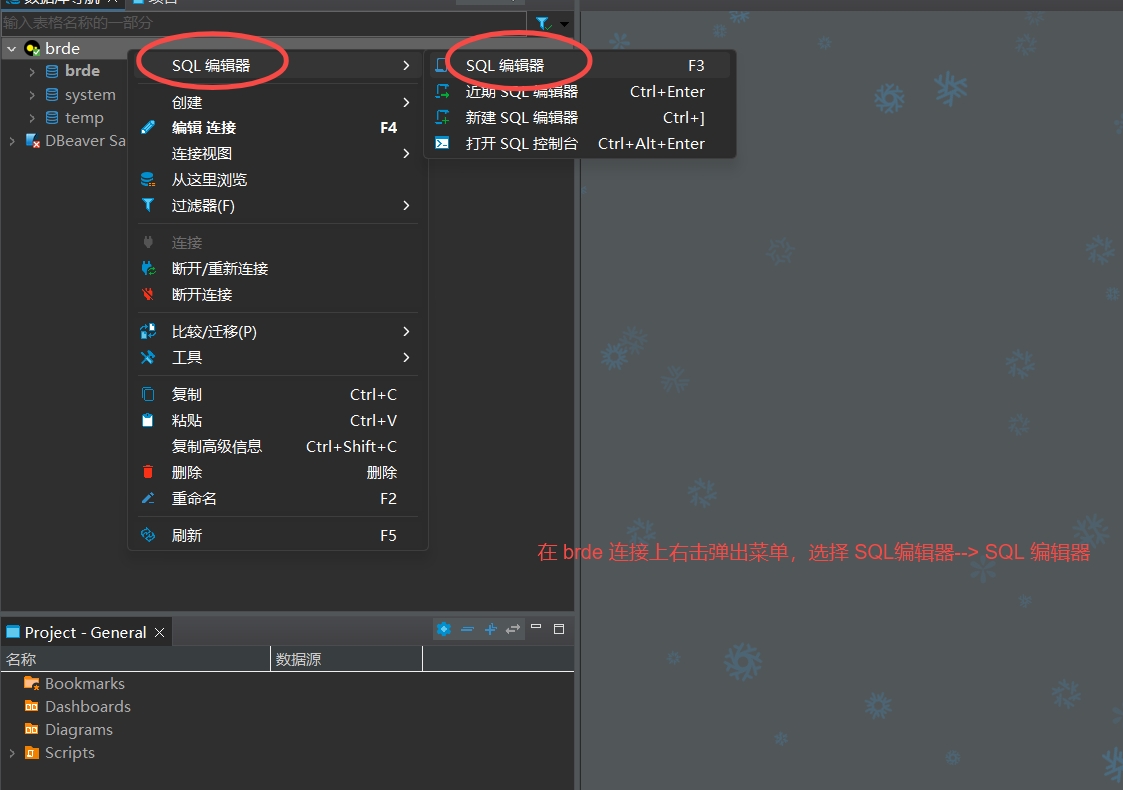 数据库导航
项目
输入表格名称的一部分
brde
brde
system
temp
DBeaver Sa
SQL 编辑器
创建
编辑 连接 F4
连接视图
从这里浏览
过滤器(F)
连接
断开/重新连接
断开连接
比较/迁移(P)
工具
复制 Ctrl+C
粘贴 Ctrl+V
复制高级信息 Ctrl+Shift+C
删除 删除
重命名 F2
刷新 F5
SQL 编辑器 F3
近期 SQL 编辑器 Ctrl+Enter
新建 SQL 编辑器 Ctrl+]
打开 SQL 控制台 Ctrl+Alt+Enter
在 brde 连接上右击弹出菜单，选择 SQL编辑器--> SQL 编辑器
Project - General
名称 数据源
Bookmarks
Dashboards
Diagrams
Scripts